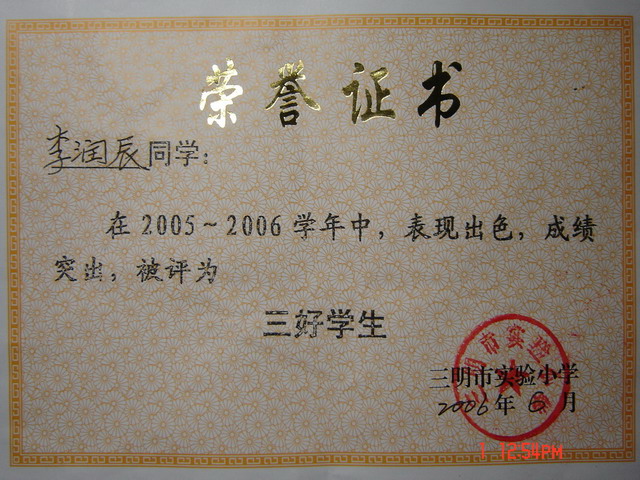 荣誉证书
李润辰同学:
在2005~2006学年中，表现出色，成绩
突出，被评为
三好学生
三明市实验小学
2006年6月
1 12:54PM